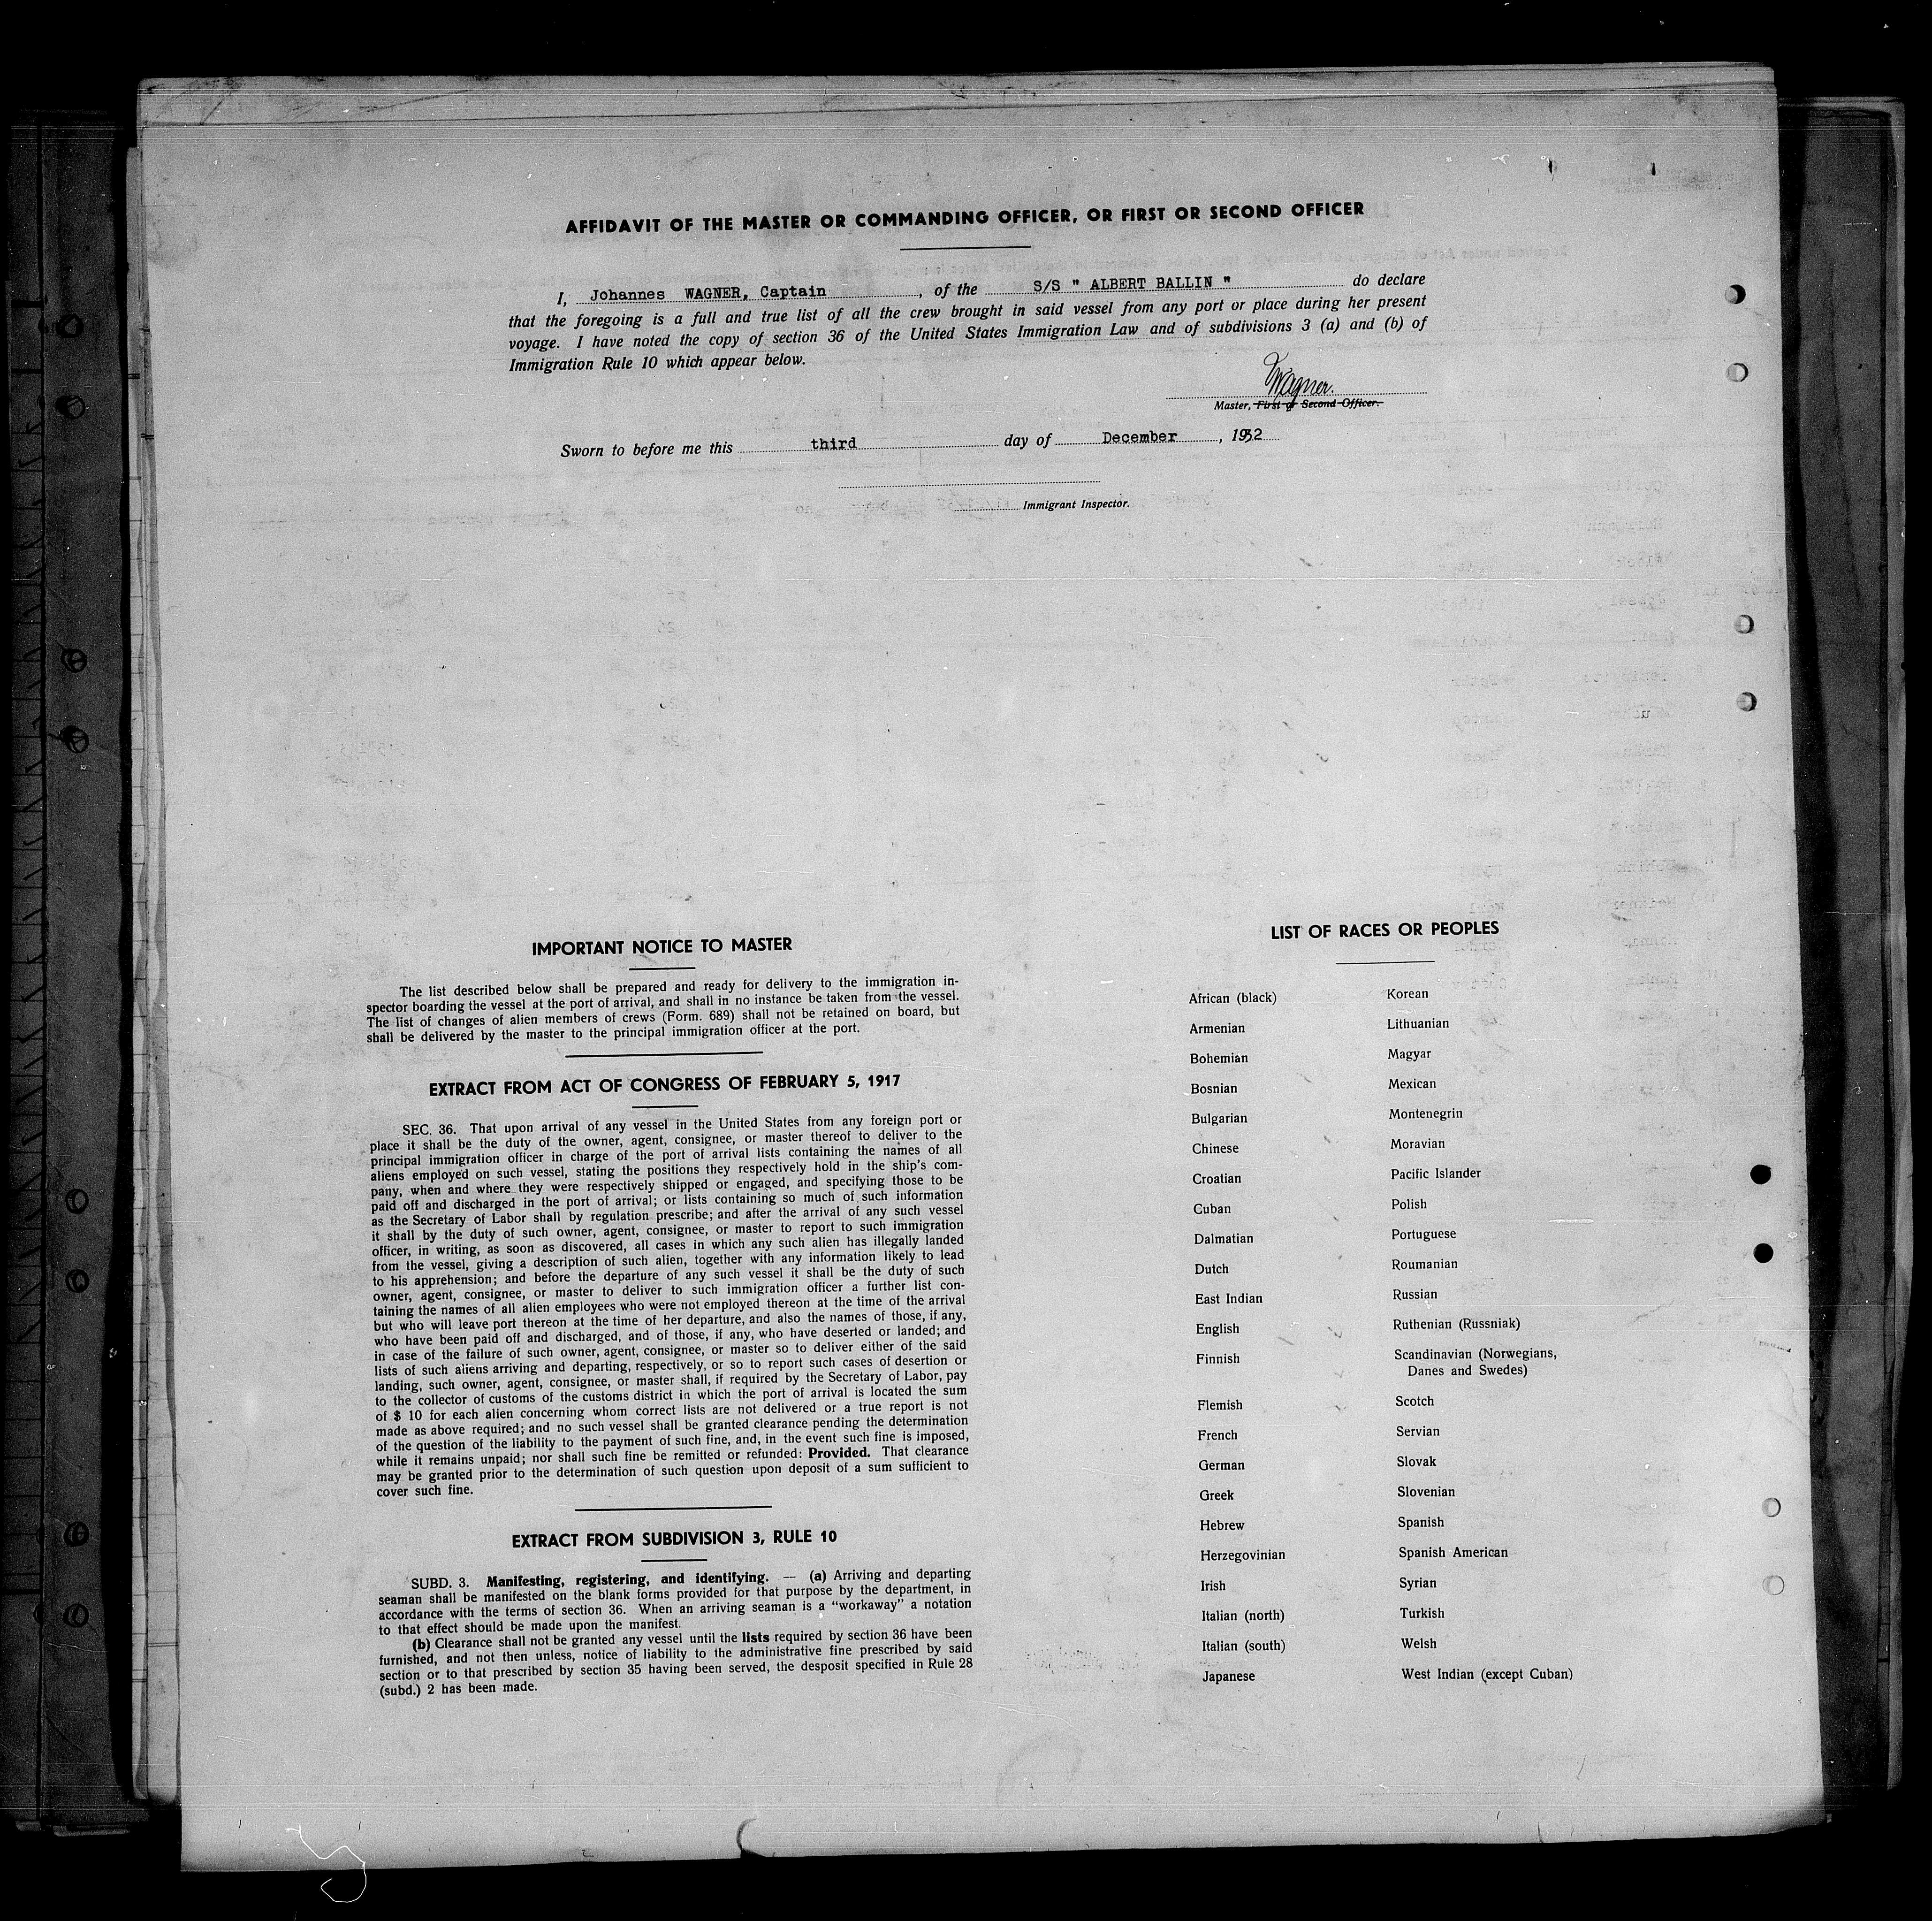 AFFIDAVIT OF THE MASTER OR COMMANDING OFFICER, OR FIRST OR SECOND OFFICER
I, Johannes WAGNER, Captain, of the S/S " ALBERT BALLIN " do declare
that the foregoing is a full and true list of all the crew brought in said vessel from any port or place during her present
voyage. I have noted the copy of section 36 of the United States Immigration Law and of subdivisions 3 (a) and (b) of
Immigration Rule 10 which appear below.
Wagner.
Master, First or Second Officer.
Sworn to before me this third day of December, 1932
Immigrant Inspector.
IMPORTANT NOTICE TO MASTER
The list described below shall be prepared and ready for delivery to the immigration in-
spector boarding the vessel at the port of arrival, and shall in no instance be taken from the vessel.
The list of changes of alien members of crews (Form. 689) shall not be retained on board, but
shall be delivered by the master to the principal immigration officer at the port.
EXTRACT FROM ACT OF CONGRESS OF FEBRUARY 5, 1917
SEC. 36. That upon arrival of any vessel in the United States from any foreign port or
place it shall be the duty of the owner, agent, consignee, or master thereof to deliver to the
principal immigration officer in charge of the port of arrival lists containing the names of all
aliens employed on such vessel, stating the positions they respectively hold in the ship's com-
pany, when and where they were respectively shipped or engaged, and specifying those to be
paid off and discharged in the port of arrival; or lists containing so much of such information
as the Secretary of Labor shall by regulation prescribe; and after the arrival of any such vessel
it shall by the duty of such owner, agent, consignee, or master to report to such immigration
officer, in writing, as soon as discovered, all cases in which any such alien has illegally landed
from the vessel, giving a description of such alien, together with any information likely to lead
to his apprehension; and before the departure of any such vessel it shall be the duty of such
owner, agent, consignee, or master to deliver to such immigration officer a further list con-
taining the names of all alien employees who were not employed thereon at the time of the arrival
but who will leave port thereon at the time of her departure, and also the names of those, if any,
who have been paid off and discharged, and of those, if any, who have deserted or landed; and
in case of the failure of such owner, agent, consignee, or master so to deliver either of the said
lists of such aliens arriving and departing, respectively, or so to report such cases of desertion or
landing, such owner, agent, consignee, or master shall, if required by the Secretary of Labor, pay
to the collector of customs of the customs district in which the port of arrival is located the sum
of $ 10 for each alien concerning whom correct lists are not delivered or a true report is not
made as above required; and no such vessel shall be granted clearance pending the determination
of the question of the liability to the payment of such fine, and, in the event such fine is imposed,
while it remains unpaid; nor shall such fine be remitted or refunded: Provided. That clearance
may be granted prior to the determination of such question upon deposit of a sum sufficient to
cover such fine.
EXTRACT FROM SUBDIVISION 3, RULE 10
SUBD. 3. Manifesting, registering, and identifying. — (a) Arriving and departing
seaman shall be manifested on the blank forms provided for that purpose by the department, in
accordance with the terms of section 36. When an arriving seaman is a "workaway" a notation
to that effect should be made upon the manifest.
(b) Clearance shall not be granted any vessel until the lists required by section 36 have been
furnished, and not then unless, notice of liability to the administrative fine prescribed by said
section or to that prescribed by section 35 having been served, the desposit specified in Rule 28
(subd.) 2 has been made.
LIST OF RACES OR PEOPLES
African (black)
Armenian
Bohemian
Bosnian
Bulgarian
Chinese
Croatian
Cuban
Dalmatian
Dutch
East Indian
English
Finnish
Flemish
French
German
Greek
Hebrew
Herzegovinian
Irish
Italian (north)
Italian (south)
Japanese
Korean
Lithuanian
Magyar
Mexican
Montenegrin
Moravian
Pacific Islander
Polish
Portuguese
Roumanian
Russian
Ruthenian (Russniak)
Scandinavian (Norwegians,
Danes and Swedes)
Scotch
Servian
Slovak
Slovenian
Spanish
Spanish American
Syrian
Turkish
Welsh
West Indian (except Cuban)